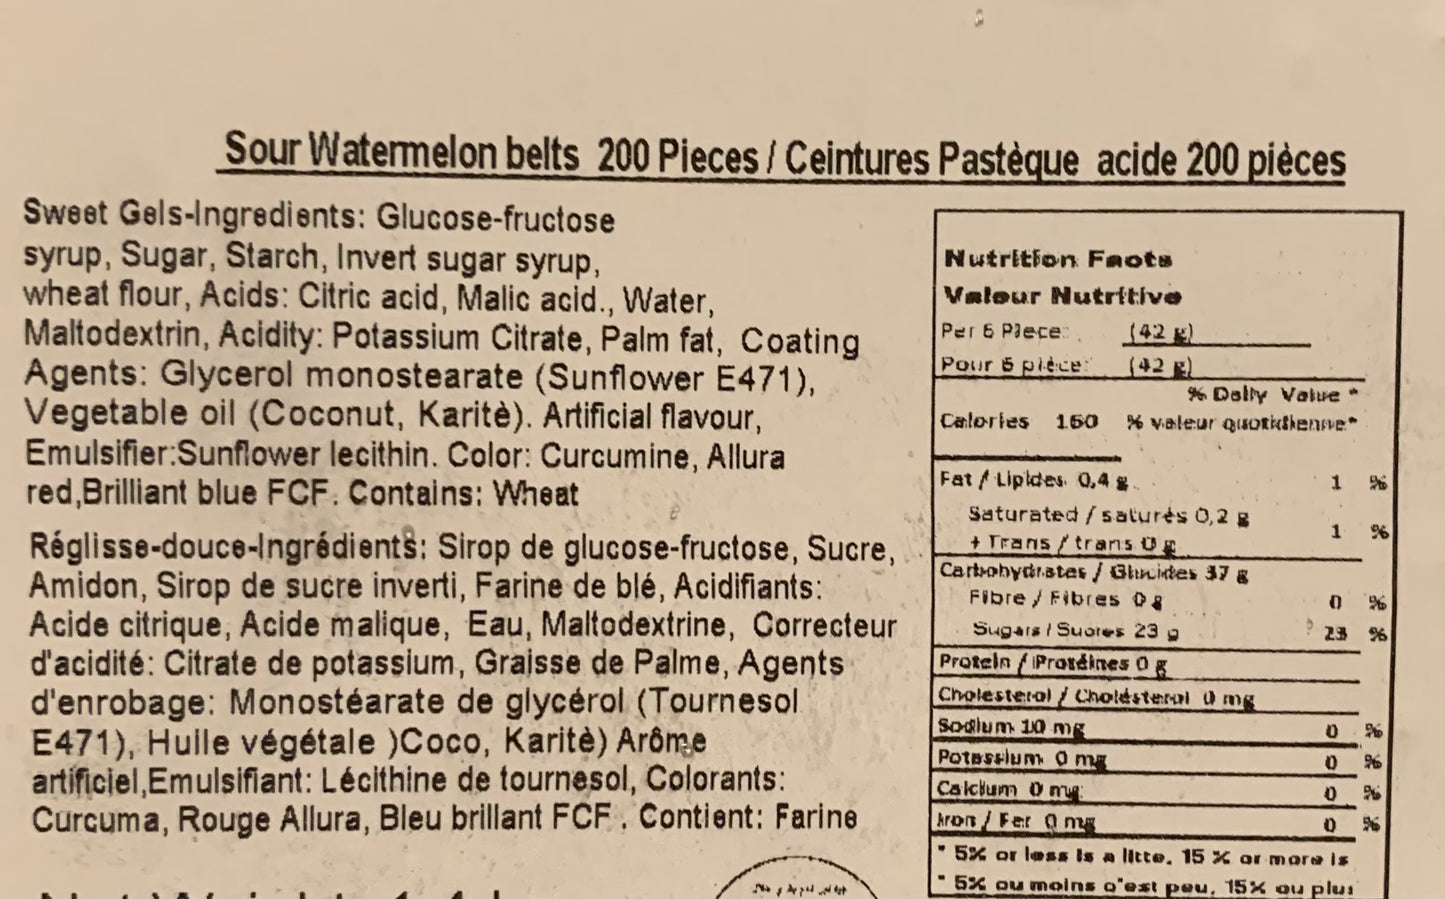 Sour Watermelon belts 200 Pieces / Ceintures Pastèque acide 200 pièces
Sweet Gels-Ingredients: Glucose-fructose
syrup, Sugar, Starch, Invert sugar syrup,
wheat flour, Acids: Citric acid, Malic acid., Water,
Maltodextrin, Acidity: Potassium Citrate, Palm fat, Coating
Agents: Glycerol monostearate (Sunflower E471),
Vegetable oil (Coconut, Karitè). Artificial flavour,
Emulsifier:Sunflower lecithin. Color: Curcumine, Allura
red,Brilliant blue FCF. Contains: Wheat
Réglisse-douce-Ingrédients: Sirop de glucose-fructose, Sucre,
Amidon, Sirop de sucre inverti, Farine de blé, Acidifiants:
Acide citrique, Acide malique, Eau, Maltodextrine, Correcteur
d'acidité: Citrate de potassium, Graisse de Palme, Agents
d'enrobage: Monostéarate de glycérol (Tournesol
E471), Huile végétale )Coco, Karitè) Arôme
artificiel,Emulsifiant: Lécithine de tournesol, Colorants:
Curcuma, Rouge Allura, Bleu brillant FCF . Contient: Farine
Nutrition Facts
Valeur Nutritive
Per Piece: (42 g)
Pour pièce: (42 g)
% Daily Value *
Calories 160 % valeur quotidienne*
Fat / Lipides 0,4 g 1 %
Saturated / saturés 0,2 g
+ Trans / trans 0 g 1 %
Carbohydrates / Glucides 37 g
Fibre / Fibres 0 g 0 %
Sugars / Sucres 23 g 23 %
Protein / Protéines 0 g
Cholesterol / Cholésterol 0 mg
Sodium 10 mg 0 %
Potassium 0 mg 0 %
Calcium 0 mg 0 %
Iron / Fer 0 mg 0 %
* 5% or less is a litte, 15 % or more is
* 5% ou moins c'est peu, 15% ou plus